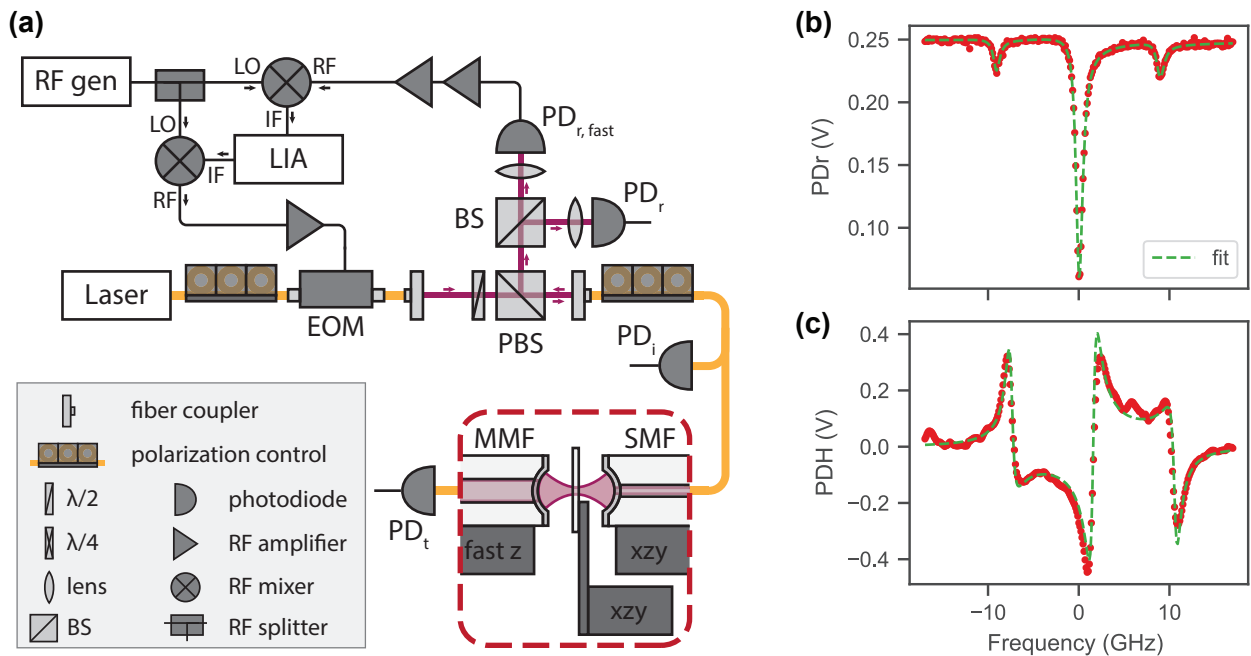 (a)
RF gen
LO
RF
LO
IF
LIA
IF
RF
PDr, fast
BS
PDr
Laser
EOM
PBS
PDi
fiber coupler
polarization control
λ/2
photodiode
λ/4
RF amplifier
lens
RF mixer
BS
RF splitter
MMF
SMF
PDt
fast z
xzy
xzy
(b)
0.25
0.20
0.15
0.10
PDr (V)
fit
(c)
0.4
0.2
0.0
−0.2
−0.4
PDH (V)
−10
0
10
Frequency (GHz)